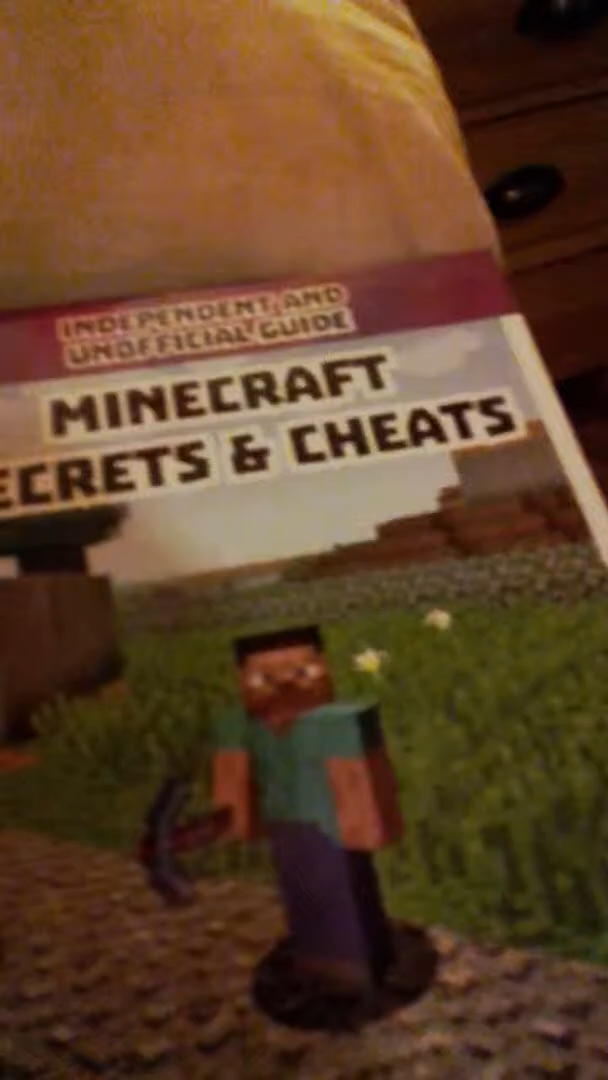 INDEPENDENT AND
UNOFFICIAL GUIDE
MINECRAFT
ECRETS & CHEATS